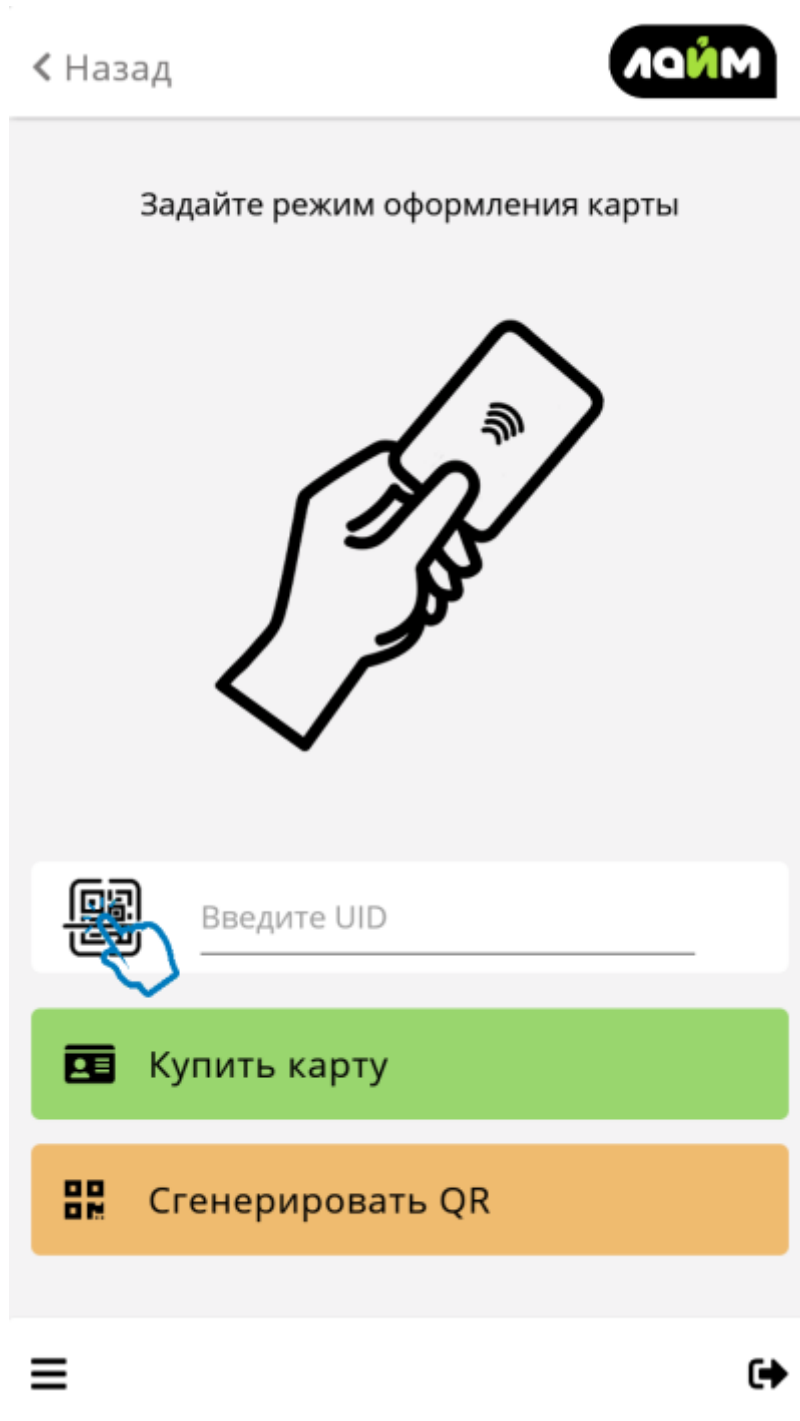 Назад
лайм
Задайте режим оформления карты
Введите UID
Купить карту
Сгенерировать QR